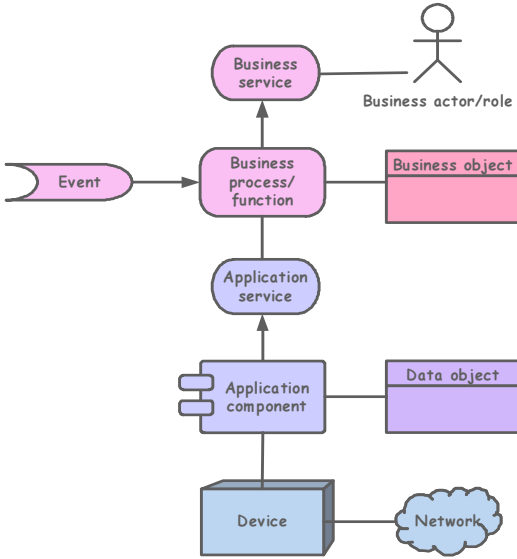 Business
service
Business actor/role
Event
Business
process/
function
Business object
Application
service
Application
component
Data object
Device
Network